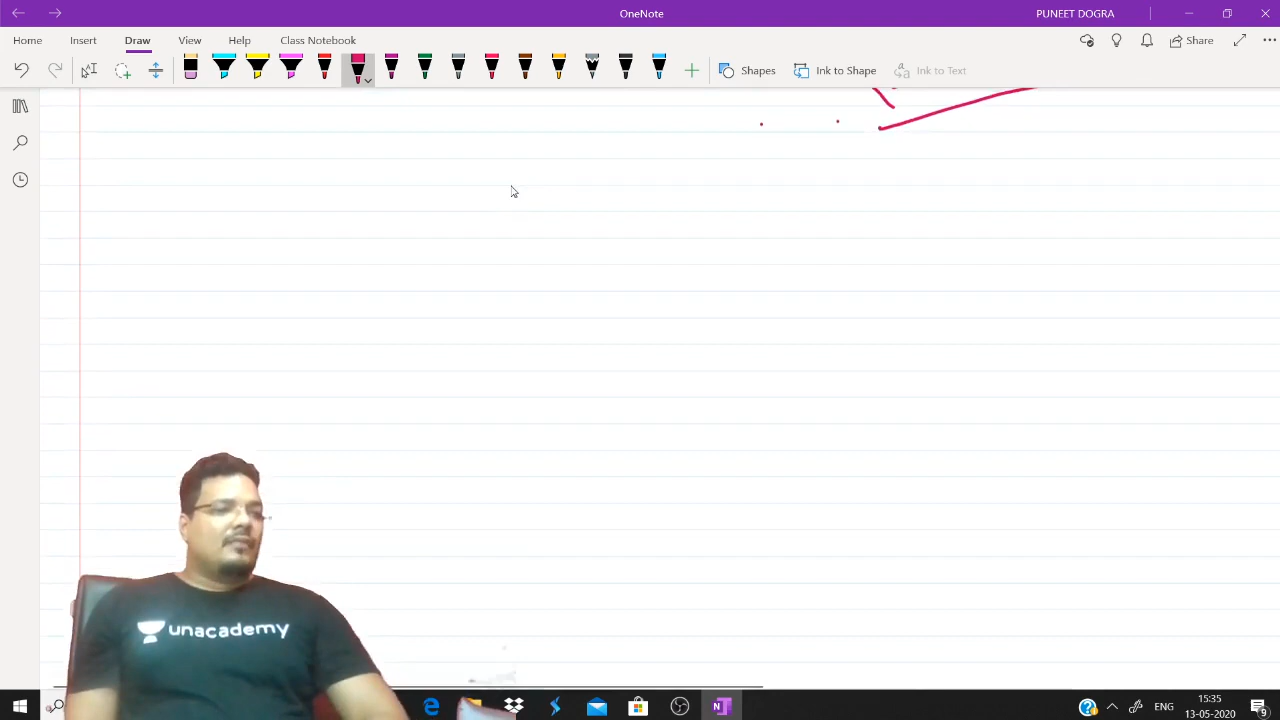 OneNote
PUNEET DOGRA
Home Insert Draw View Help Class Notebook
Share
Shapes
Ink to Shape
Ink to Text
unacademy
ENG
15:35
13-05-2020
9